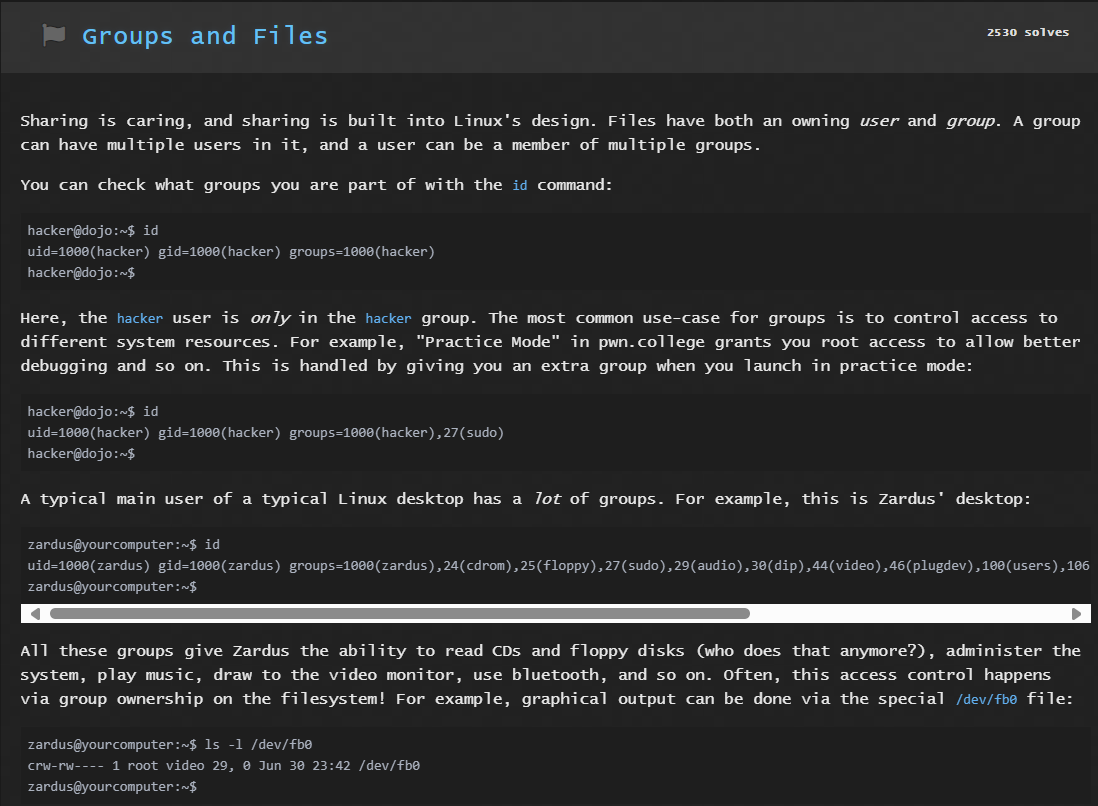 Groups and Files
2530 solves
Sharing is caring, and sharing is built into Linux's design. Files have both an owning user and group. A group
can have multiple users in it, and a user can be a member of multiple groups.
You can check what groups you are part of with the id command:
hacker@dojo:~$ id
uid=1000(hacker) gid=1000(hacker) groups=1000(hacker)
hacker@dojo:~$
Here, the hacker user is only in the hacker group. The most common use-case for groups is to control access to
different system resources. For example, "Practice Mode" in pwn.college grants you root access to allow better
debugging and so on. This is handled by giving you an extra group when you launch in practice mode:
hacker@dojo:~$ id
uid=1000(hacker) gid=1000(hacker) groups=1000(hacker),27(sudo)
hacker@dojo:~$
A typical main user of a typical Linux desktop has a lot of groups. For example, this is Zardus' desktop:
zardus@yourcomputer:~$ id
uid=1000(zardus) gid=1000(zardus) groups=1000(zardus),24(cdrom),25(floppy),27(sudo),29(audio),30(dip),44(video),46(plugdev),100(users),106
zardus@yourcomputer:~$
All these groups give Zardus the ability to read CDs and floppy disks (who does that anymore?), administer the
system, play music, draw to the video monitor, use bluetooth, and so on. Often, this access control happens
via group ownership on the filesystem! For example, graphical output can be done via the special /dev/fb0 file:
zardus@yourcomputer:~$ ls -l /dev/fb0
crw-rw---- 1 root video 29, 0 Jun 30 23:42 /dev/fb0
zardus@yourcomputer:~$